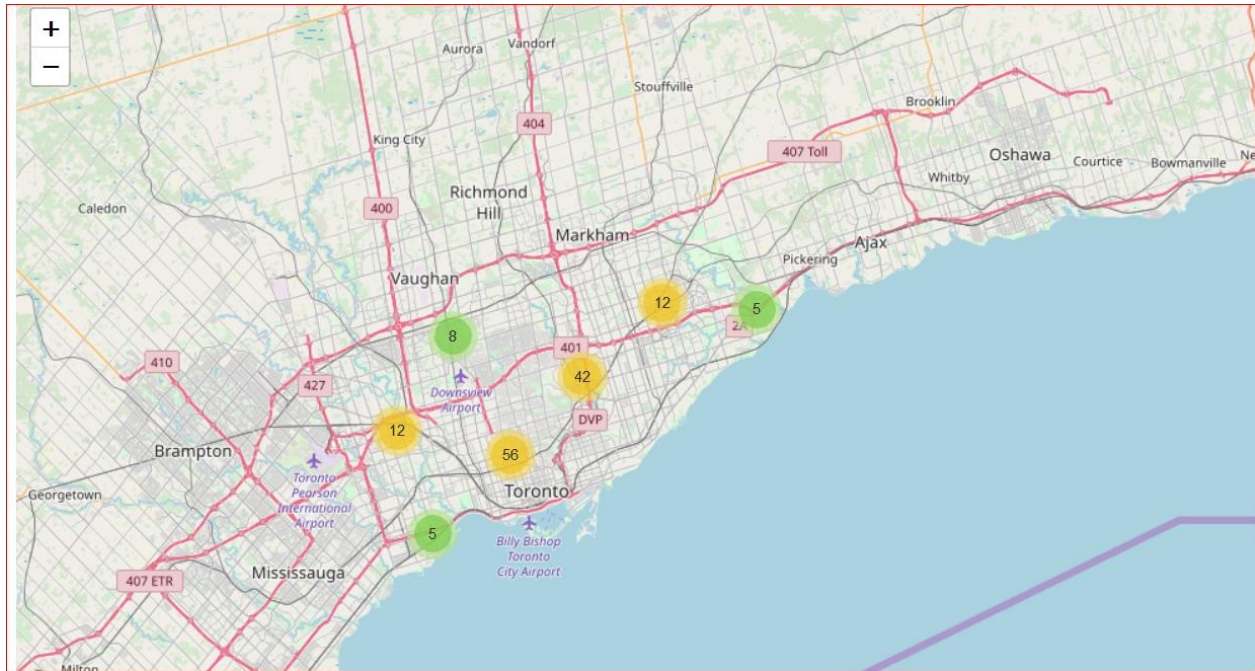 +
−
Aurora
Vandorf
Stouffville
King City
404
Brooklin
407 Toll
Oshawa
Courtice
Bowmanville
Whitby
Richmond
Hill
400
Caledon
Markham
Ajax
Pickering
Vaughan
12
5
8
2A
401
410
427
42
Downsview
Airport
DVP
12
56
Brampton
Toronto
Pearson
International
Airport
Toronto
Georgetown
5
Billy Bishop
Toronto
City Airport
Mississauga
407 ETR
Milton